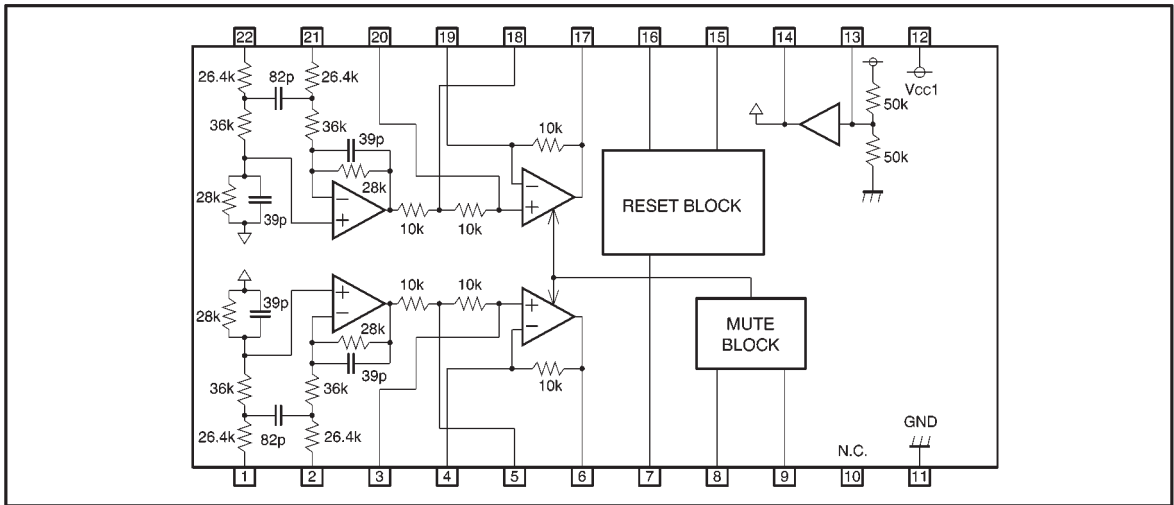 22 21 20 19 18 17 16 15 14 13 12
26.4k 82p 26.4k
Vcc1
50k
36k 36k
39p
10k
50k
28k
28k
39p
10k 10k
RESET BLOCK
39p
10k 10k
28k
28k
MUTE
BLOCK
39p
10k
36k 36k
GND
26.4k 82p 26.4k
N.C.
1 2 3 4 5 6 7 8 9 10 11